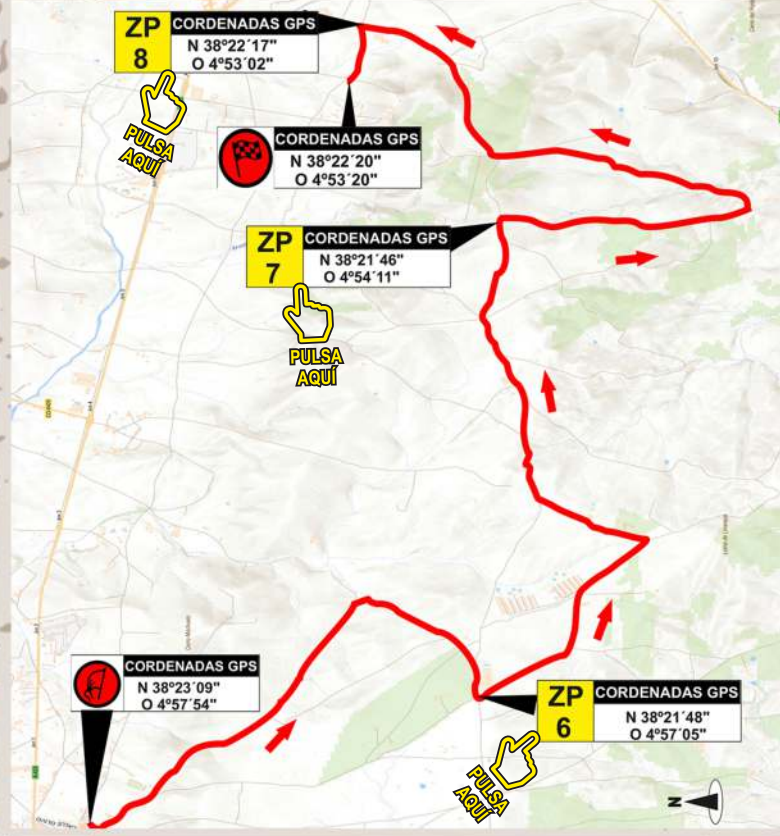 ZP
8
CORDENADAS GPS
N 38º22´17"
O 4º53´02"
PULSA
AQUÍ
CORDENADAS GPS
N 38º22´20"
O 4º53´20"
ZP
7
CORDENADAS GPS
N 38º21´46"
O 4º54´11"
PULSA
AQUÍ
CORDENADAS GPS
N 38º23´09"
O 4º57´54"
ZP
6
CORDENADAS GPS
N 38º21´48"
O 4º57´05"
PULSA
AQUÍ
N